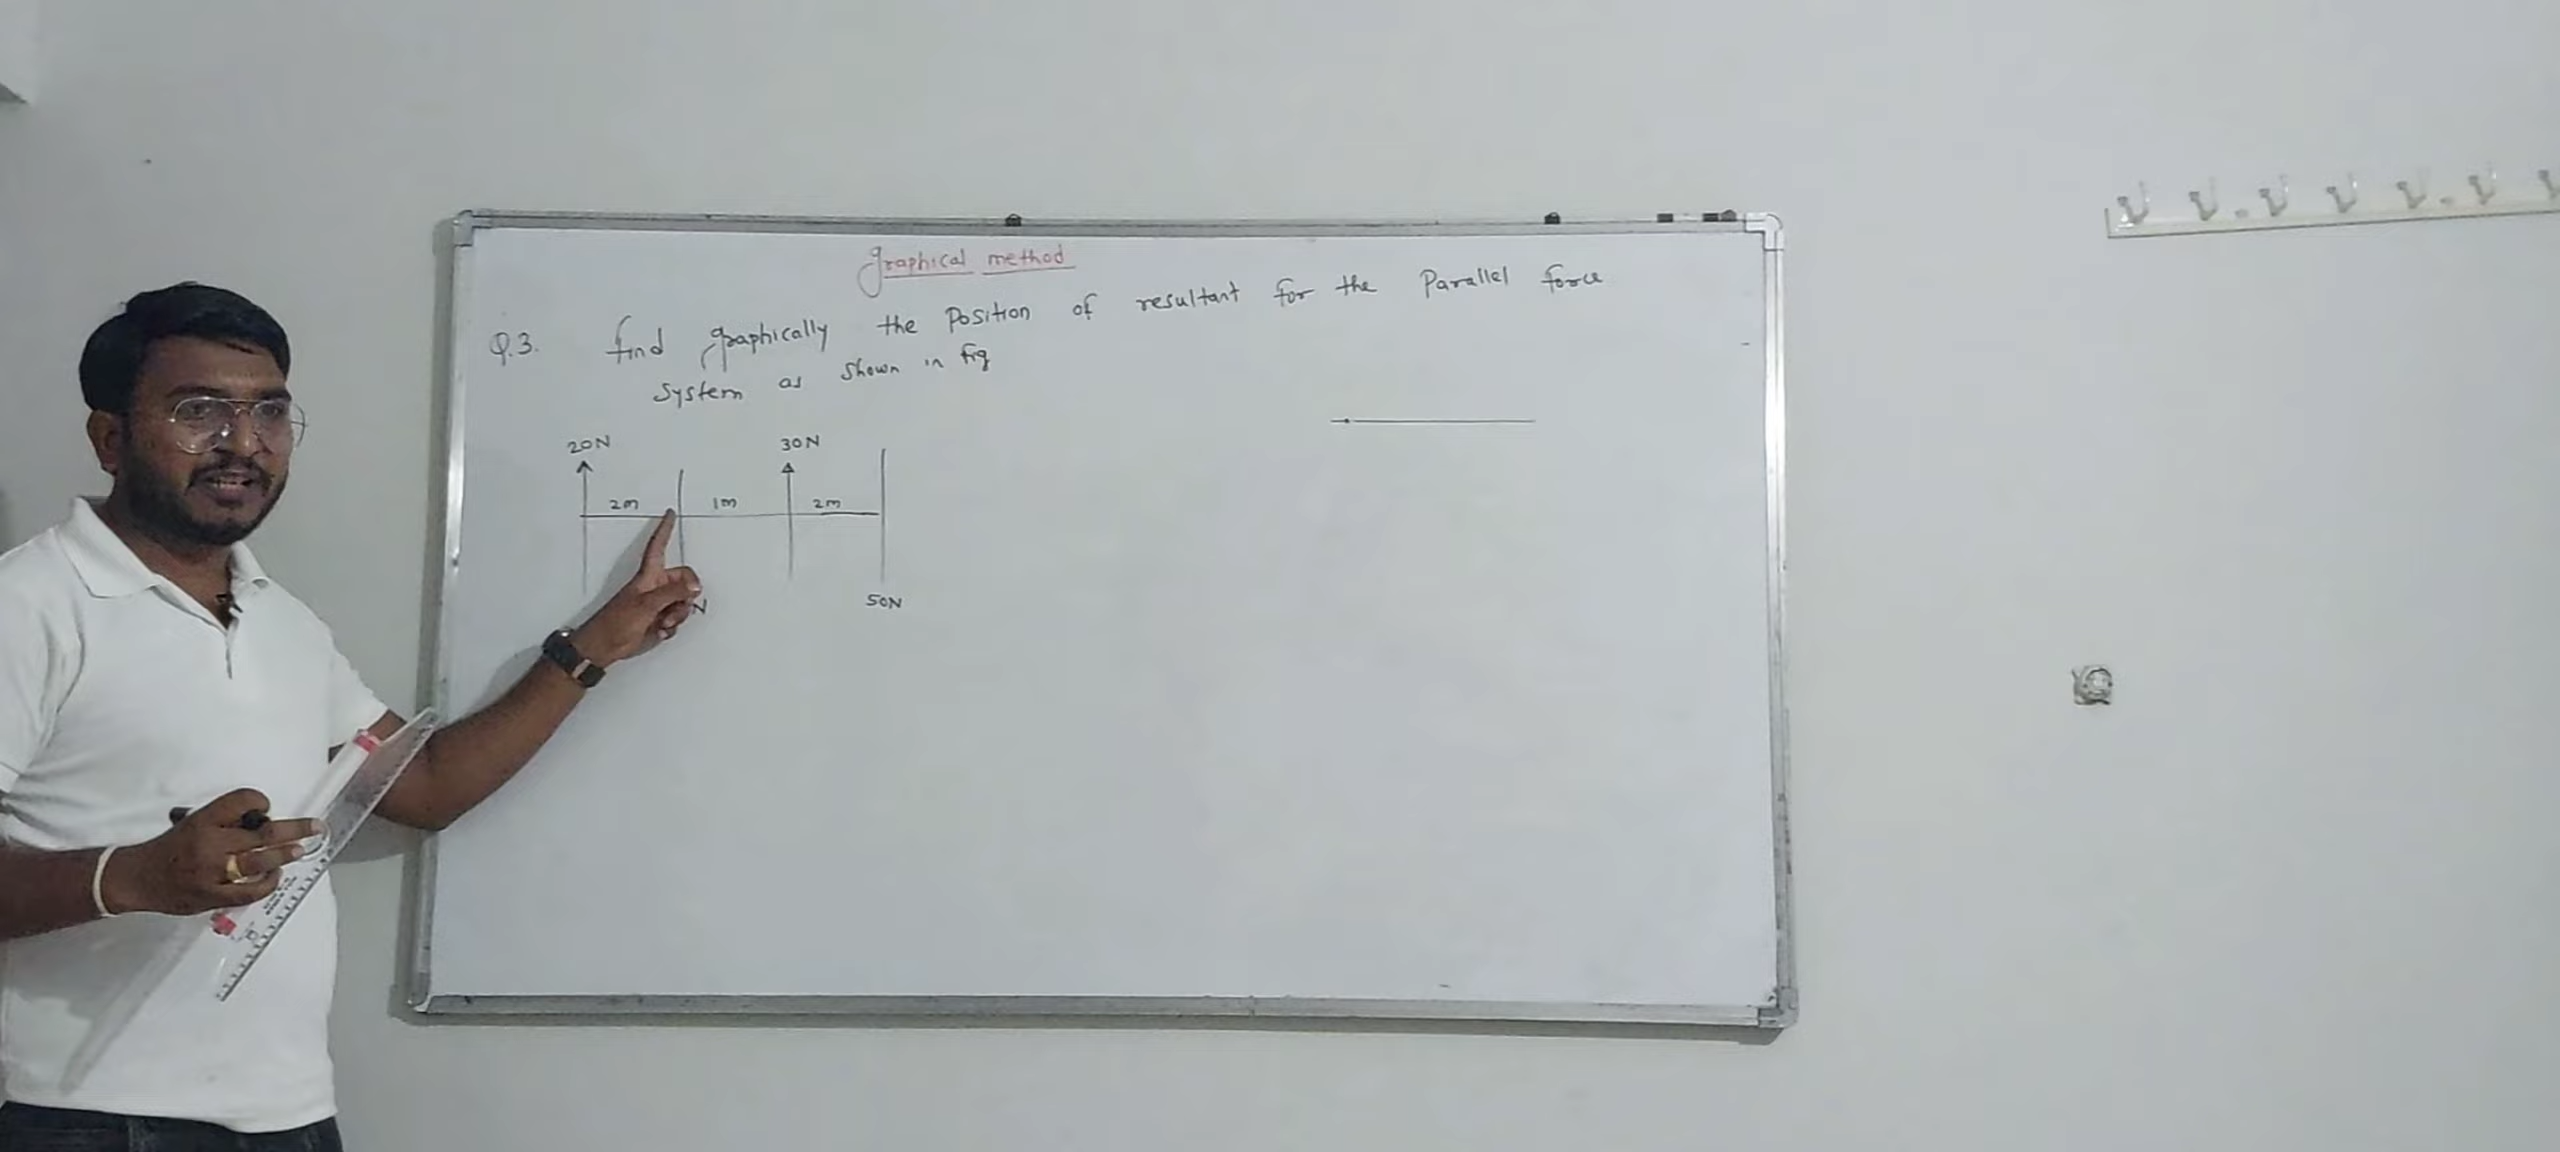 graphical method
Q.3. find graphically the Position of resultant for the Parallel force
System as shown in fig
20N 30N
2m 1m 2m
N 50N